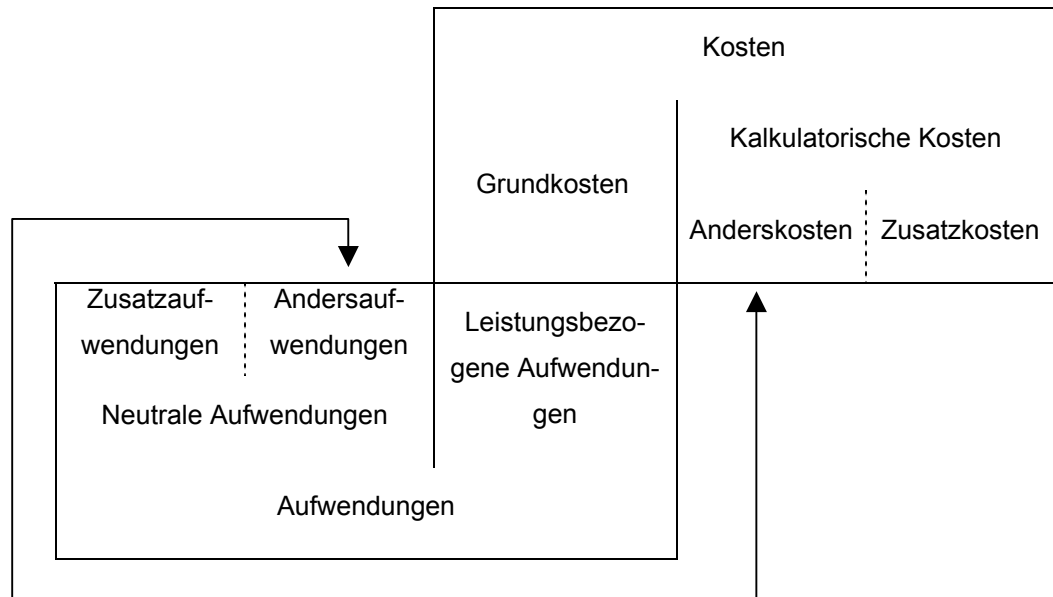 Kosten
Kalkulatorische Kosten
Grundkosten
Anderskosten
Zusatzkosten
Zusatzauf-
wendungen
Andersauf-
wendungen
Leistungsbezo-
gene Aufwendun-
gen
Neutrale Aufwendungen
Aufwendungen